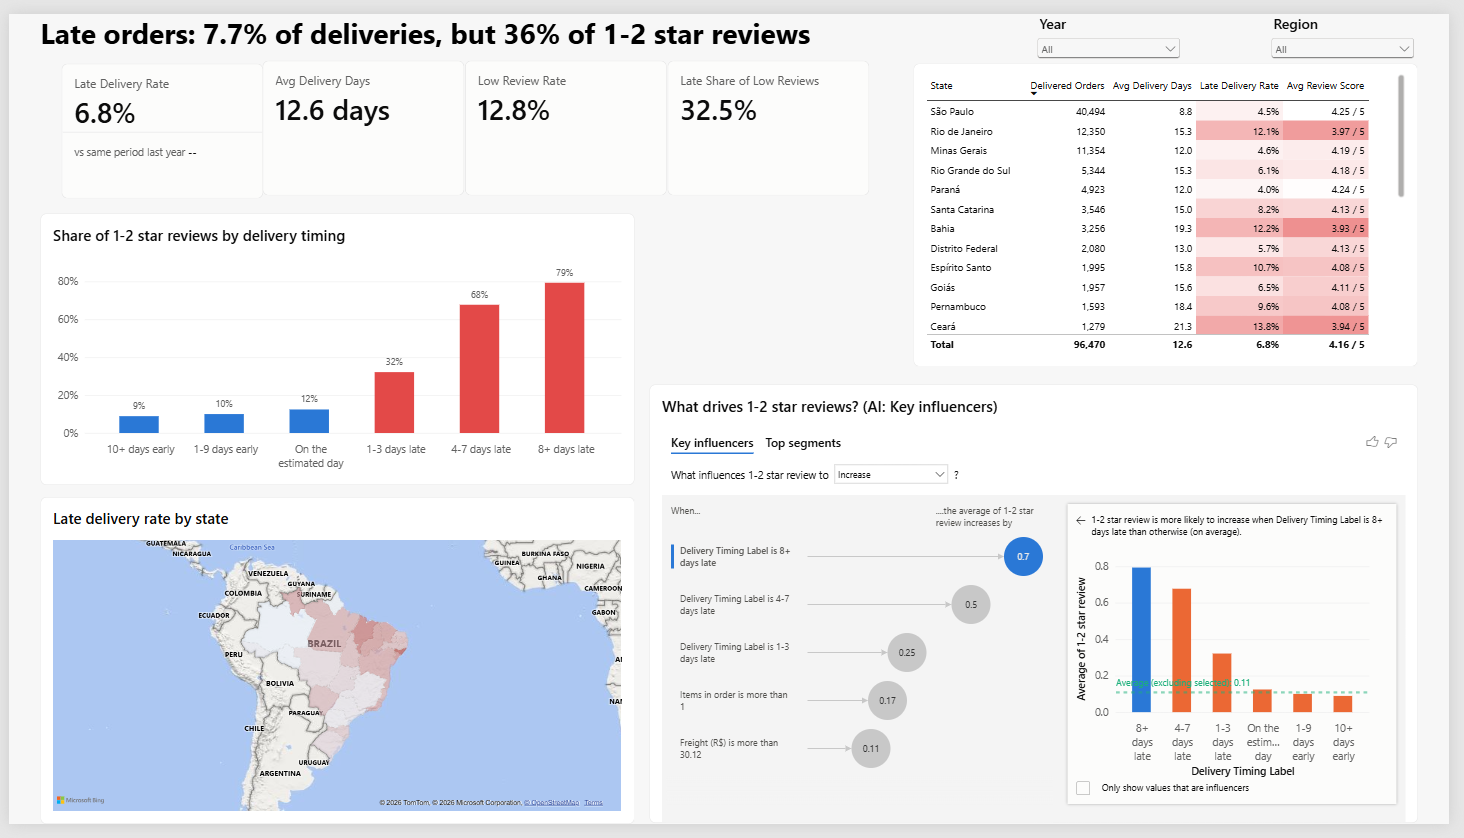 Late orders: 7.7% of deliveries, but 36% of 1-2 star reviews
Year
All
Region
All
Late Delivery Rate
6.8%
vs same period last year --
Avg Delivery Days
12.6 days
Low Review Rate
12.8%
Late Share of Low Reviews
32.5%
State Delivered Orders Avg Delivery Days Late Delivery Rate Avg Review Score
São Paulo 40,494 8.8 4.5% 4.25 / 5
Rio de Janeiro 12,350 15.3 12.1% 3.97 / 5
Minas Gerais 11,354 12.0 4.6% 4.19 / 5
Rio Grande do Sul 5,344 15.3 6.1% 4.18 / 5
Paraná 4,923 12.0 4.0% 4.24 / 5
Santa Catarina 3,546 15.0 8.2% 4.13 / 5
Bahia 3,256 19.3 12.2% 3.93 / 5
Distrito Federal 2,080 13.0 5.7% 4.13 / 5
Espírito Santo 1,995 15.8 10.7% 4.08 / 5
Goiás 1,957 15.6 6.5% 4.11 / 5
Pernambuco 1,593 18.4 9.6% 4.08 / 5
Ceará 1,279 21.3 13.8% 3.94 / 5
Total 96,470 12.6 6.8% 4.16 / 5
Share of 1-2 star reviews by delivery timing
80%
60%
40%
20%
0%
9%
10%
12%
32%
68%
79%
10+ days early
1-9 days early
On the
estimated day
1-3 days late
4-7 days late
8+ days late
Late delivery rate by state
GUATEMALA
NICARAGUA
Caribbean Sea
VENEZUELA
GUYANA
SURINAME
COLOMBIA
ECUADOR
PERU
BRAZIL
BOLIVIA
PARAGUAY
CHILE
URUGUAY
ARGENTINA
BURKINA FASO
GUINEA
GHANA
NIGERIA
CAMEROON
GABON
Microsoft Bing
© 2026 TomTom, © 2026 Microsoft Corporation, © OpenStreetMap Terms
What drives 1-2 star reviews? (AI: Key influencers)
Key influencers Top segments
What influences 1-2 star review to Increase ?
When...
....the average of 1-2 star
review increases by
Delivery Timing Label is 8+
days late
0.7
Delivery Timing Label is 4-7
days late
0.5
Delivery Timing Label is 1-3
days late
0.25
Items in order is more than
1
0.17
Freight (R$) is more than
30.12
0.11
1-2 star review is more likely to increase when Delivery Timing Label is 8+
days late than otherwise (on average).
Average of 1-2 star review
0.8
0.6
0.4
0.2
0.0
Average (excluding selected) 0.11
8+
days
late
4-7
days
late
1-3
days
late
On the
estim...
day
1-9
days
early
10+
days
early
Delivery Timing Label
Only show values that are influencers